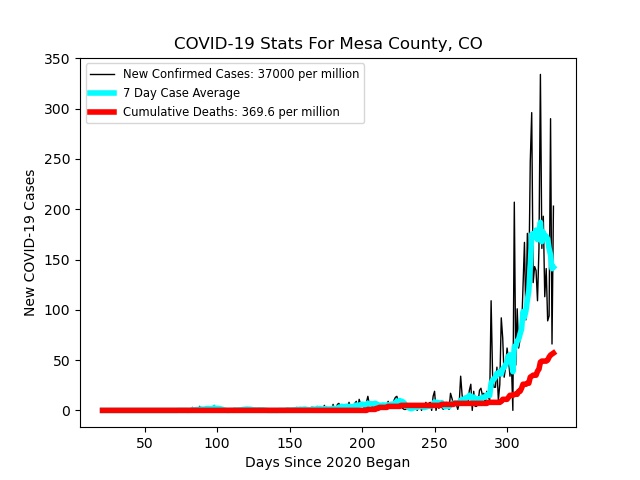 COVID-19 Stats For Mesa County, CO
New Confirmed Cases: 37000 per million
7 Day Case Average
Cumulative Deaths: 369.6 per million
New COVID-19 Cases
350
300
250
200
150
100
50
0
50 100 150 200 250 300
Days Since 2020 Began